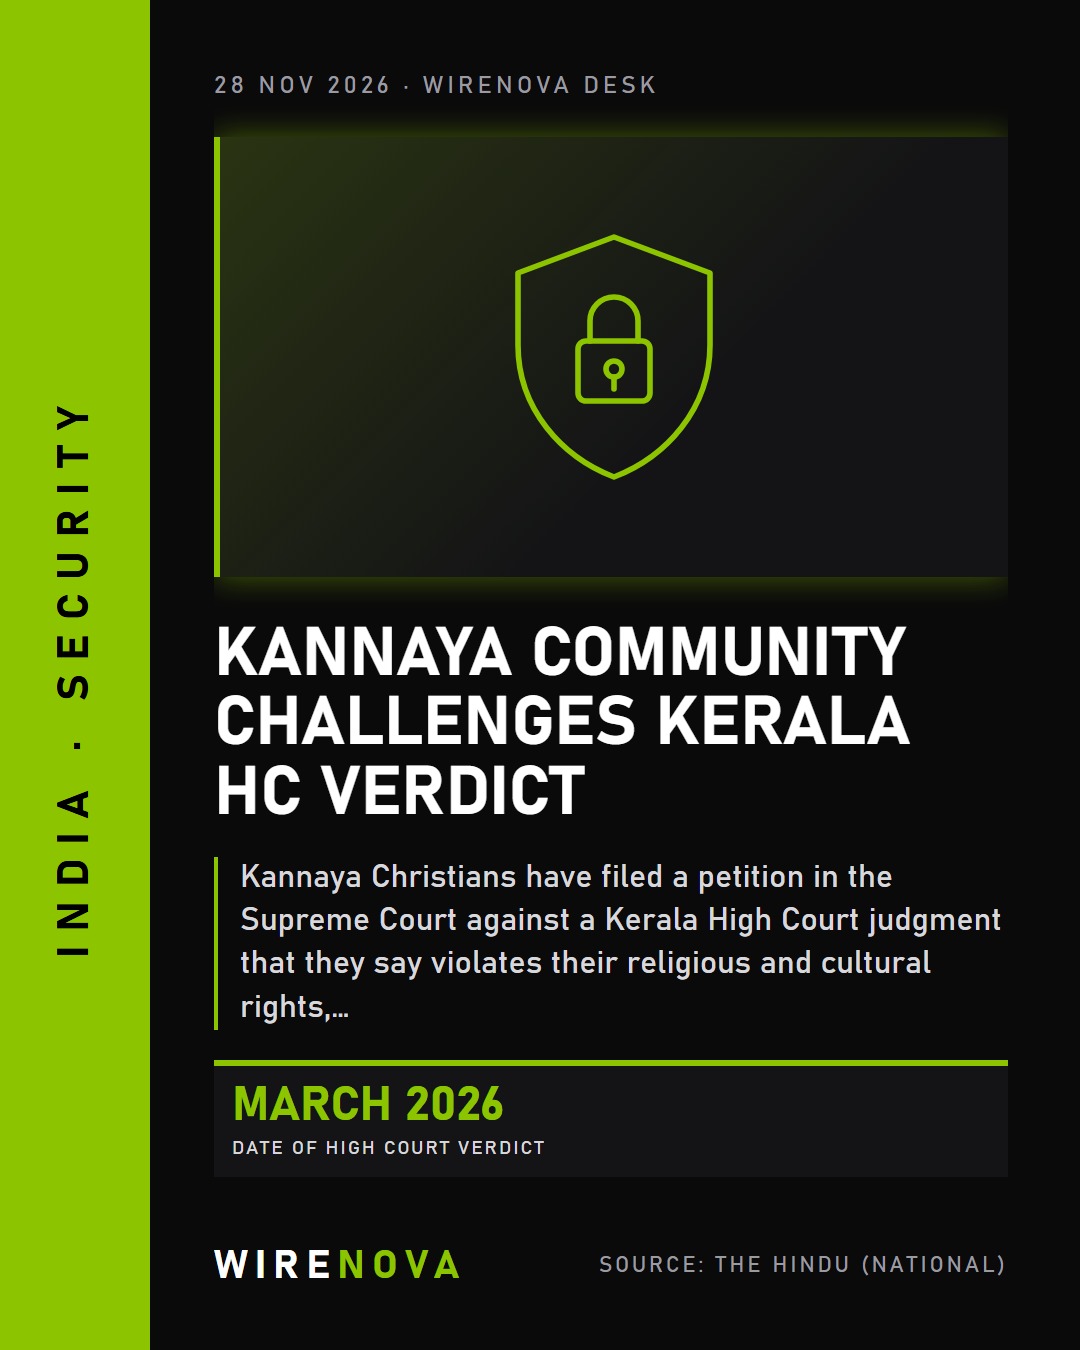 28 NOV 2026 · WIRENOVA DESK
INDIA · SECURITY
KANNAYA COMMUNITY
CHALLENGES KERALA
HC VERDICT
Kannaya Christians have filed a petition in the
Supreme Court against a Kerala High Court judgment
that they say violates their religious and cultural
rights,...
MARCH 2026
DATE OF HIGH COURT VERDICT
WIRENOVA
SOURCE: THE HINDU (NATIONAL)